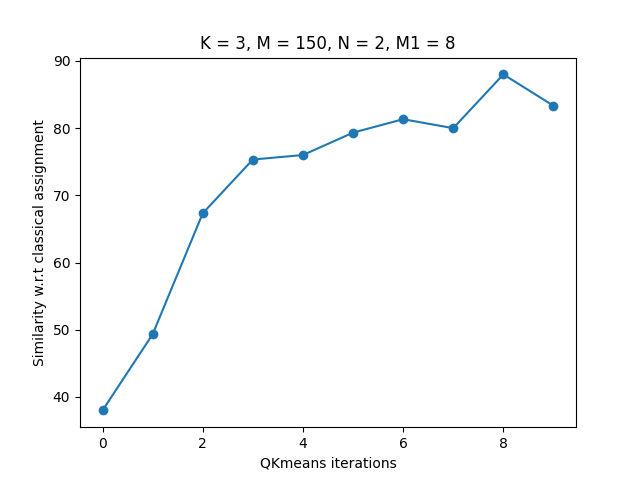 K = 3, M = 150, N = 2, M1 = 8
90
80
70
60
50
40
Similarity w.r.t classical assignment
0 2 4 6 8
QKmeans iterations